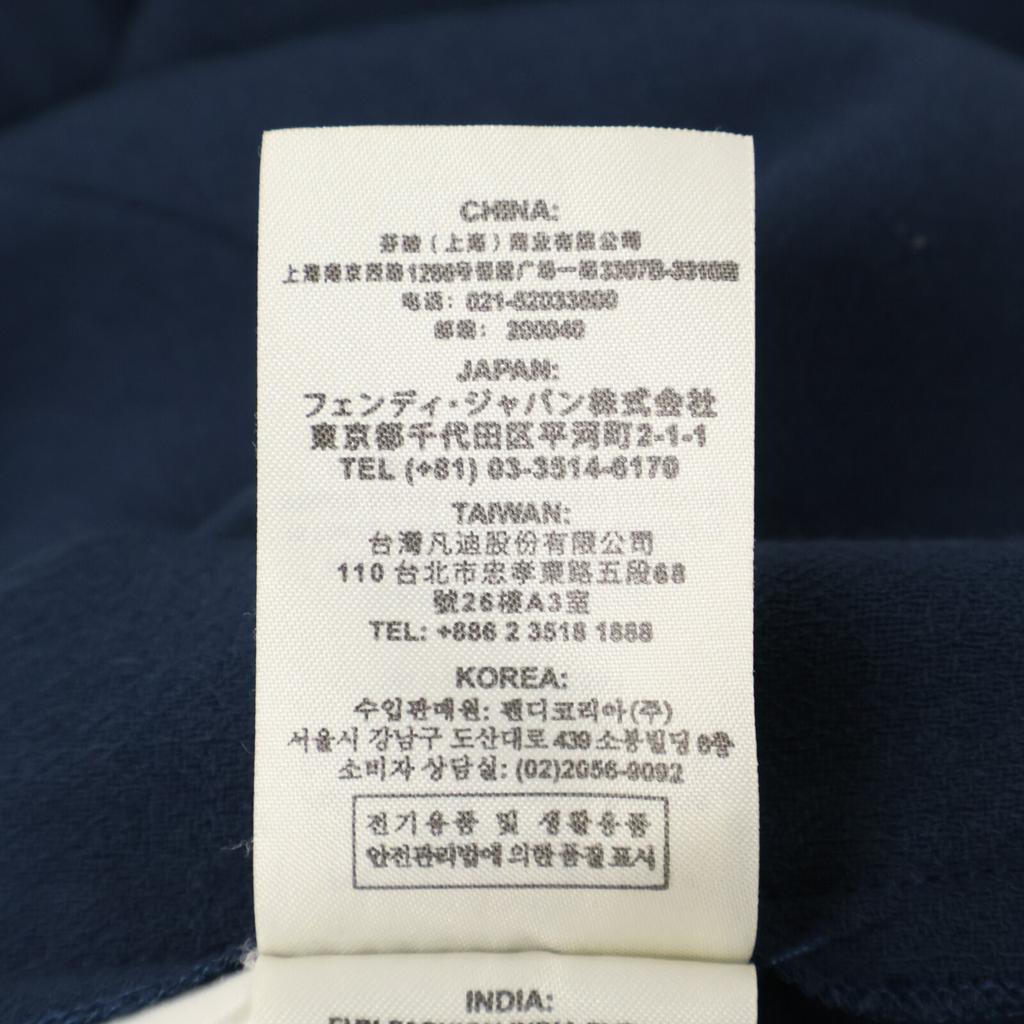 CHINA:
芬迪（上海）商业有限公司
上海南京西路1266号恒隆广场一期3307B-3310室
电话： 021-62033600
邮编： 200040
JAPAN:
フェンディ・ジャパン株式会社
東京都千代田区平河町2-1-1
TEL (+81) 03-3514-6170
TAIWAN:
台灣凡迪股份有限公司
110 台北市忠孝東路五段68
號26樓A3室
TEL: +886 2 3518 1888
KOREA:
수입판매원: 펜디코리아(주)
서울시 강남구 도산대로 439 소봉빌딩 6층
소비자 상담실: (02)2056-9092
전기용품 및 생활용품
안전관리법에 의한 품질 표시
INDIA: